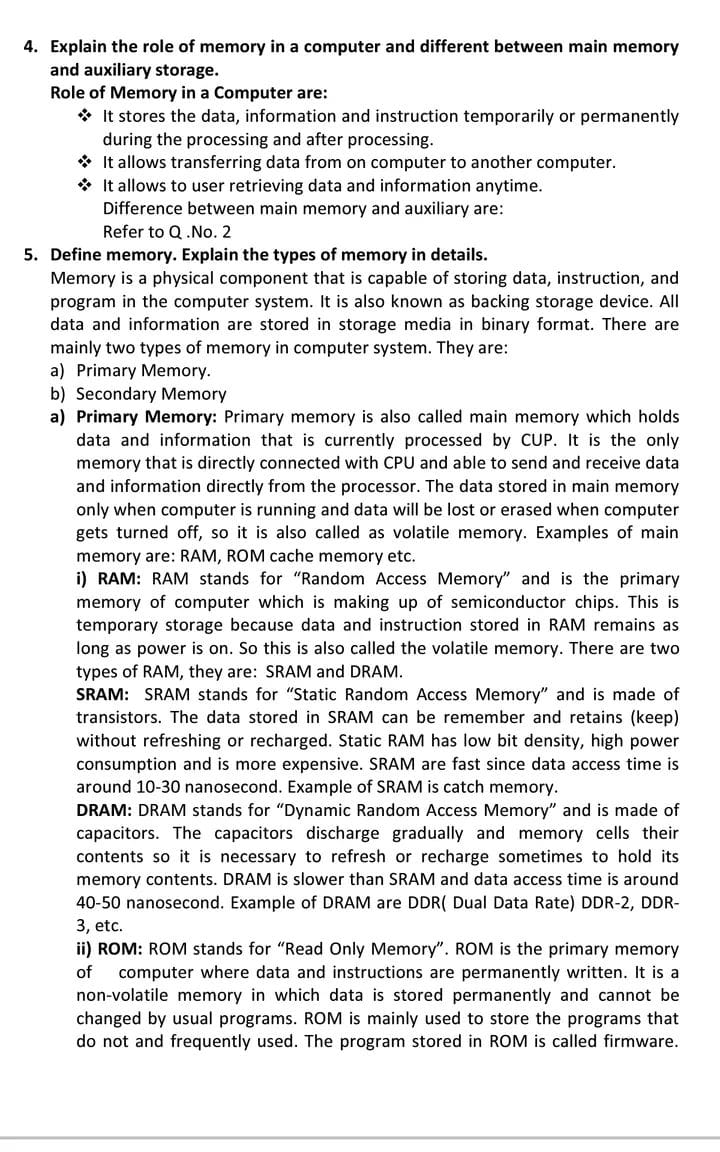 4. Explain the role of memory in a computer and different between main memory
and auxiliary storage.
Role of Memory in a Computer are:
❖ It stores the data, information and instruction temporarily or permanently
during the processing and after processing.
❖ It allows transferring data from on computer to another computer.
❖ It allows to user retrieving data and information anytime.
Difference between main memory and auxiliary are:
Refer to Q .No. 2
5. Define memory. Explain the types of memory in details.
Memory is a physical component that is capable of storing data, instruction, and
program in the computer system. It is also known as backing storage device. All
data and information are stored in storage media in binary format. There are
mainly two types of memory in computer system. They are:
a) Primary Memory.
b) Secondary Memory
a) Primary Memory: Primary memory is also called main memory which holds
data and information that is currently processed by CUP. It is the only
memory that is directly connected with CPU and able to send and receive data
and information directly from the processor. The data stored in main memory
only when computer is running and data will be lost or erased when computer
gets turned off, so it is also called as volatile memory. Examples of main
memory are: RAM, ROM cache memory etc.
i) RAM: RAM stands for “Random Access Memory” and is the primary
memory of computer which is making up of semiconductor chips. This is
temporary storage because data and instruction stored in RAM remains as
long as power is on. So this is also called the volatile memory. There are two
types of RAM, they are: SRAM and DRAM.
SRAM: SRAM stands for “Static Random Access Memory” and is made of
transistors. The data stored in SRAM can be remember and retains (keep)
without refreshing or recharged. Static RAM has low bit density, high power
consumption and is more expensive. SRAM are fast since data access time is
around 10-30 nanosecond. Example of SRAM is catch memory.
DRAM: DRAM stands for “Dynamic Random Access Memory” and is made of
capacitors. The capacitors discharge gradually and memory cells their
contents so it is necessary to refresh or recharge sometimes to hold its
memory contents. DRAM is slower than SRAM and data access time is around
40-50 nanosecond. Example of DRAM are DDR( Dual Data Rate) DDR-2, DDR-
3, etc.
ii) ROM: ROM stands for “Read Only Memory”. ROM is the primary memory
of computer where data and instructions are permanently written. It is a
non-volatile memory in which data is stored permanently and cannot be
changed by usual programs. ROM is mainly used to store the programs that
do not and frequently used. The program stored in ROM is called firmware.